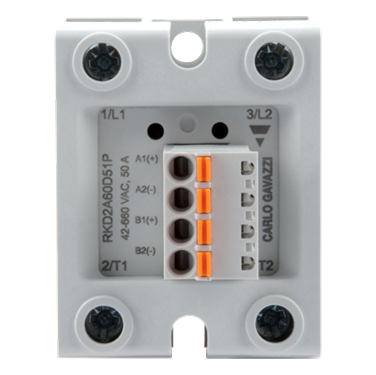 1/L1
3/L2
RKD2A60D51P
42-660 VAC, 50 A
A1(+)
A2(-)
B1(+)
B2(-)
CARLO GAVAZZI
2/T1
T2